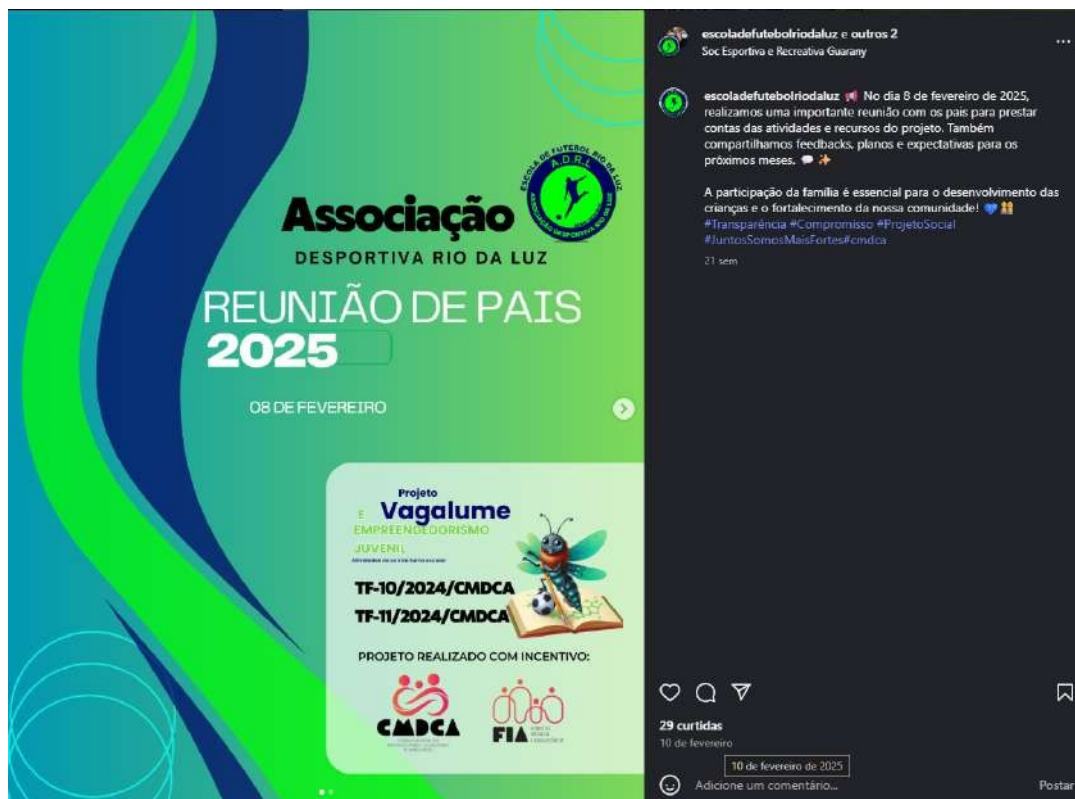 ESCOLA DE FUTEBOL RIO DA LUZ
A.D.R.L
ASSOCIAÇÃO DESPORTIVA RIO DA LUZ
Associação
DESPORTIVA RIO DA LUZ
REUNIÃO DE PAIS
2025
08 DE FEVEREIRO
Projeto
Vagalume
E
EMPREENDEDORISMO
JUVENIL
TF-10/2024/CMDCA
TF-11/2024/CMDCA
PROJETO REALIZADO COM INCENTIVO:
CMDCA
FIA
escoladefutebolriodaluz e outros 2
Soc Esportiva e Recreativa Guarany
escoladefutebolriodaluz 📢 No dia 8 de fevereiro de 2025,
realizamos uma importante reunião com os pais para prestar
contas das atividades e recursos do projeto. Também
compartilhamos feedbacks, planos e expectativas para os
próximos meses. 💬 ✨
A participação da família é essencial para o desenvolvimento das
crianças e o fortalecimento da nossa comunidade! 💙 👨‍👩‍👧‍👦
#Transparência #Compromisso #ProjetoSocial
#JuntosSomosMaisFortes#cmdca
21 sem
29 curtidas
10 de fevereiro
10 de fevereiro de 2025
Adicione um comentário...
Postar